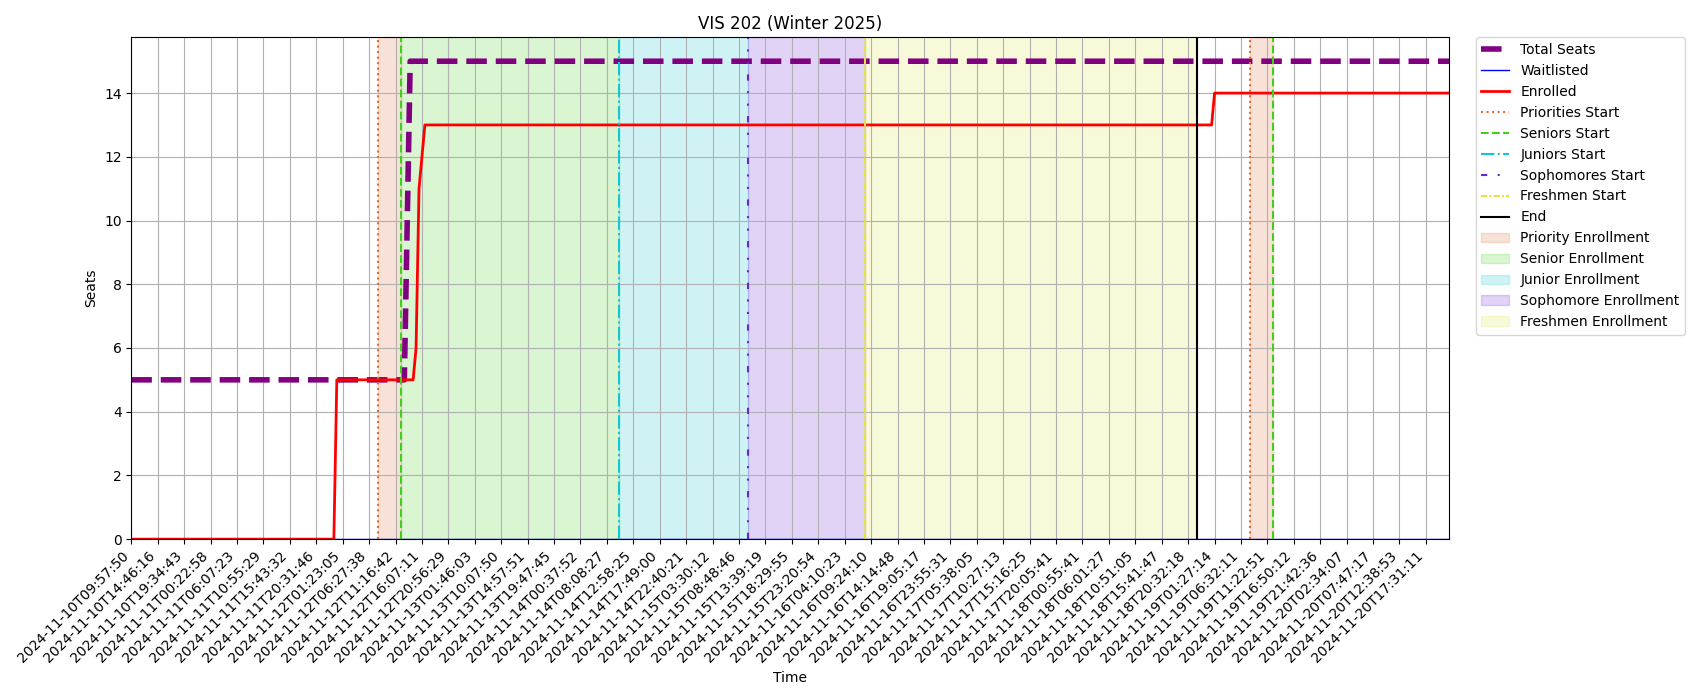 VIS 202 (Winter 2025)
Seats
14
12
10
8
6
4
2
0
2024-11-10T09:57:50
2024-11-10T14:46:16
2024-11-10T19:34:43
2024-11-11T00:22:58
2024-11-11T06:07:23
2024-11-11T10:55:29
2024-11-11T15:43:32
2024-11-11T20:31:46
2024-11-12T01:23:05
2024-11-12T06:27:38
2024-11-12T11:16:42
2024-11-12T16:07:11
2024-11-12T20:56:29
2024-11-13T01:46:03
2024-11-13T10:07:50
2024-11-13T14:57:51
2024-11-13T19:47:45
2024-11-14T00:37:52
2024-11-14T08:08:27
2024-11-14T12:58:25
2024-11-14T17:49:00
2024-11-14T22:40:21
2024-11-15T03:30:12
2024-11-15T08:48:46
2024-11-15T13:39:19
2024-11-15T18:29:55
2024-11-15T23:20:54
2024-11-16T04:10:23
2024-11-16T09:24:10
2024-11-16T14:14:48
2024-11-16T19:05:17
2024-11-16T23:55:31
2024-11-17T05:38:05
2024-11-17T10:27:13
2024-11-17T15:16:25
2024-11-17T20:05:41
2024-11-18T00:55:41
2024-11-18T06:01:27
2024-11-18T10:51:05
2024-11-18T15:41:47
2024-11-18T20:32:18
2024-11-19T01:27:14
2024-11-19T06:32:11
2024-11-19T11:22:51
2024-11-19T16:50:12
2024-11-19T21:42:36
2024-11-20T02:34:07
2024-11-20T07:47:17
2024-11-20T12:38:53
2024-11-20T17:31:11
Time
Total Seats
Waitlisted
Enrolled
Priorities Start
Seniors Start
Juniors Start
Sophomores Start
Freshmen Start
End
Priority Enrollment
Senior Enrollment
Junior Enrollment
Sophomore Enrollment
Freshmen Enrollment